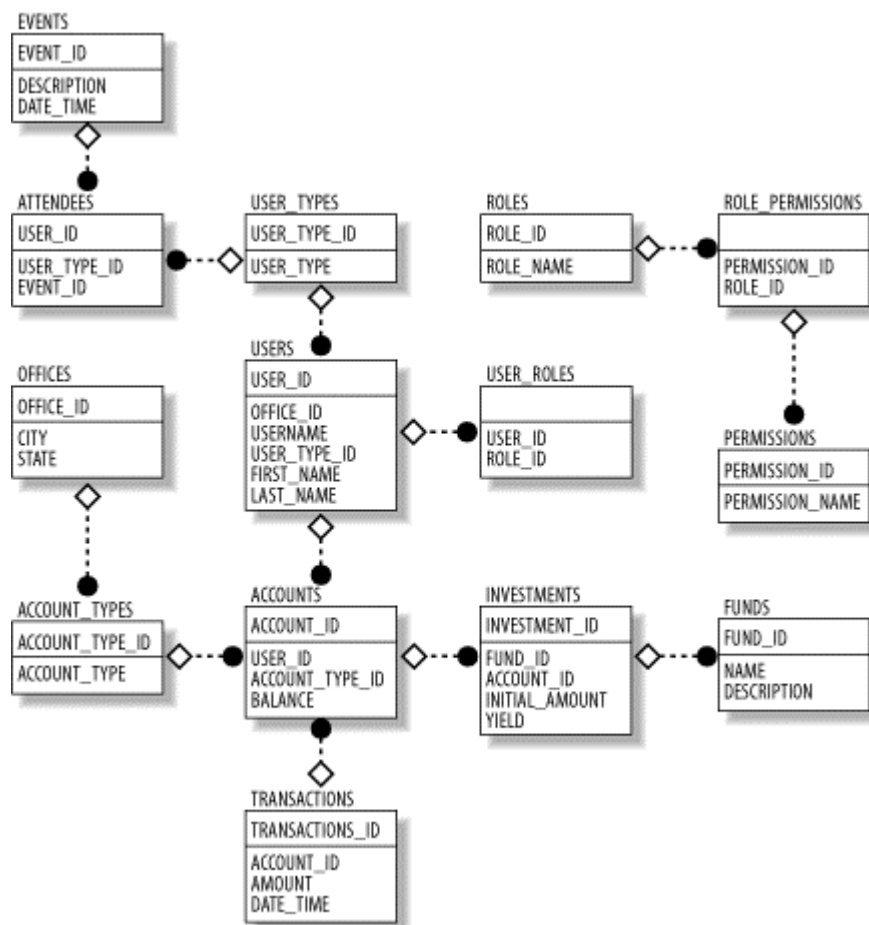 EVENTS
EVENT_ID
DESCRIPTION
DATE_TIME
ATTENDEES
USER_ID
USER_TYPE_ID
EVENT_ID
USER_TYPES
USER_TYPE_ID
USER_TYPE
ROLES
ROLE_ID
ROLE_NAME
ROLE_PERMISSIONS
PERMISSION_ID
ROLE_ID
OFFICES
OFFICE_ID
CITY
STATE
USERS
USER_ID
OFFICE_ID
USERNAME
USER_TYPE_ID
FIRST_NAME
LAST_NAME
USER_ROLES
USER_ID
ROLE_ID
PERMISSIONS
PERMISSION_ID
PERMISSION_NAME
ACCOUNT_TYPES
ACCOUNT_TYPE_ID
ACCOUNT_TYPE
ACCOUNTS
ACCOUNT_ID
USER_ID
ACCOUNT_TYPE_ID
BALANCE
INVESTMENTS
INVESTMENT_ID
FUND_ID
ACCOUNT_ID
INITIAL_AMOUNT
YIELD
FUNDS
FUND_ID
NAME
DESCRIPTION
TRANSACTIONS
TRANSACTIONS_ID
ACCOUNT_ID
AMOUNT
DATE_TIME